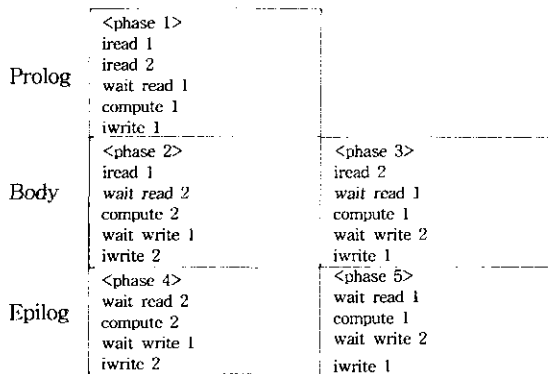 Prolog
<phase 1>
iread 1
iread 2
wait read 1
compute 1
iwrite 1
Body
<phase 2>
iread 1
wait read 2
compute 2
wait write 1
iwrite 2
<phase 3>
iread 2
wait read 1
compute 1
wait write 2
iwrite 1
Epilog
<phase 4>
wait read 2
compute 2
wait write 1
iwrite 2
<phase 5>
wait read 1
compute 1
wait write 2
iwrite 1